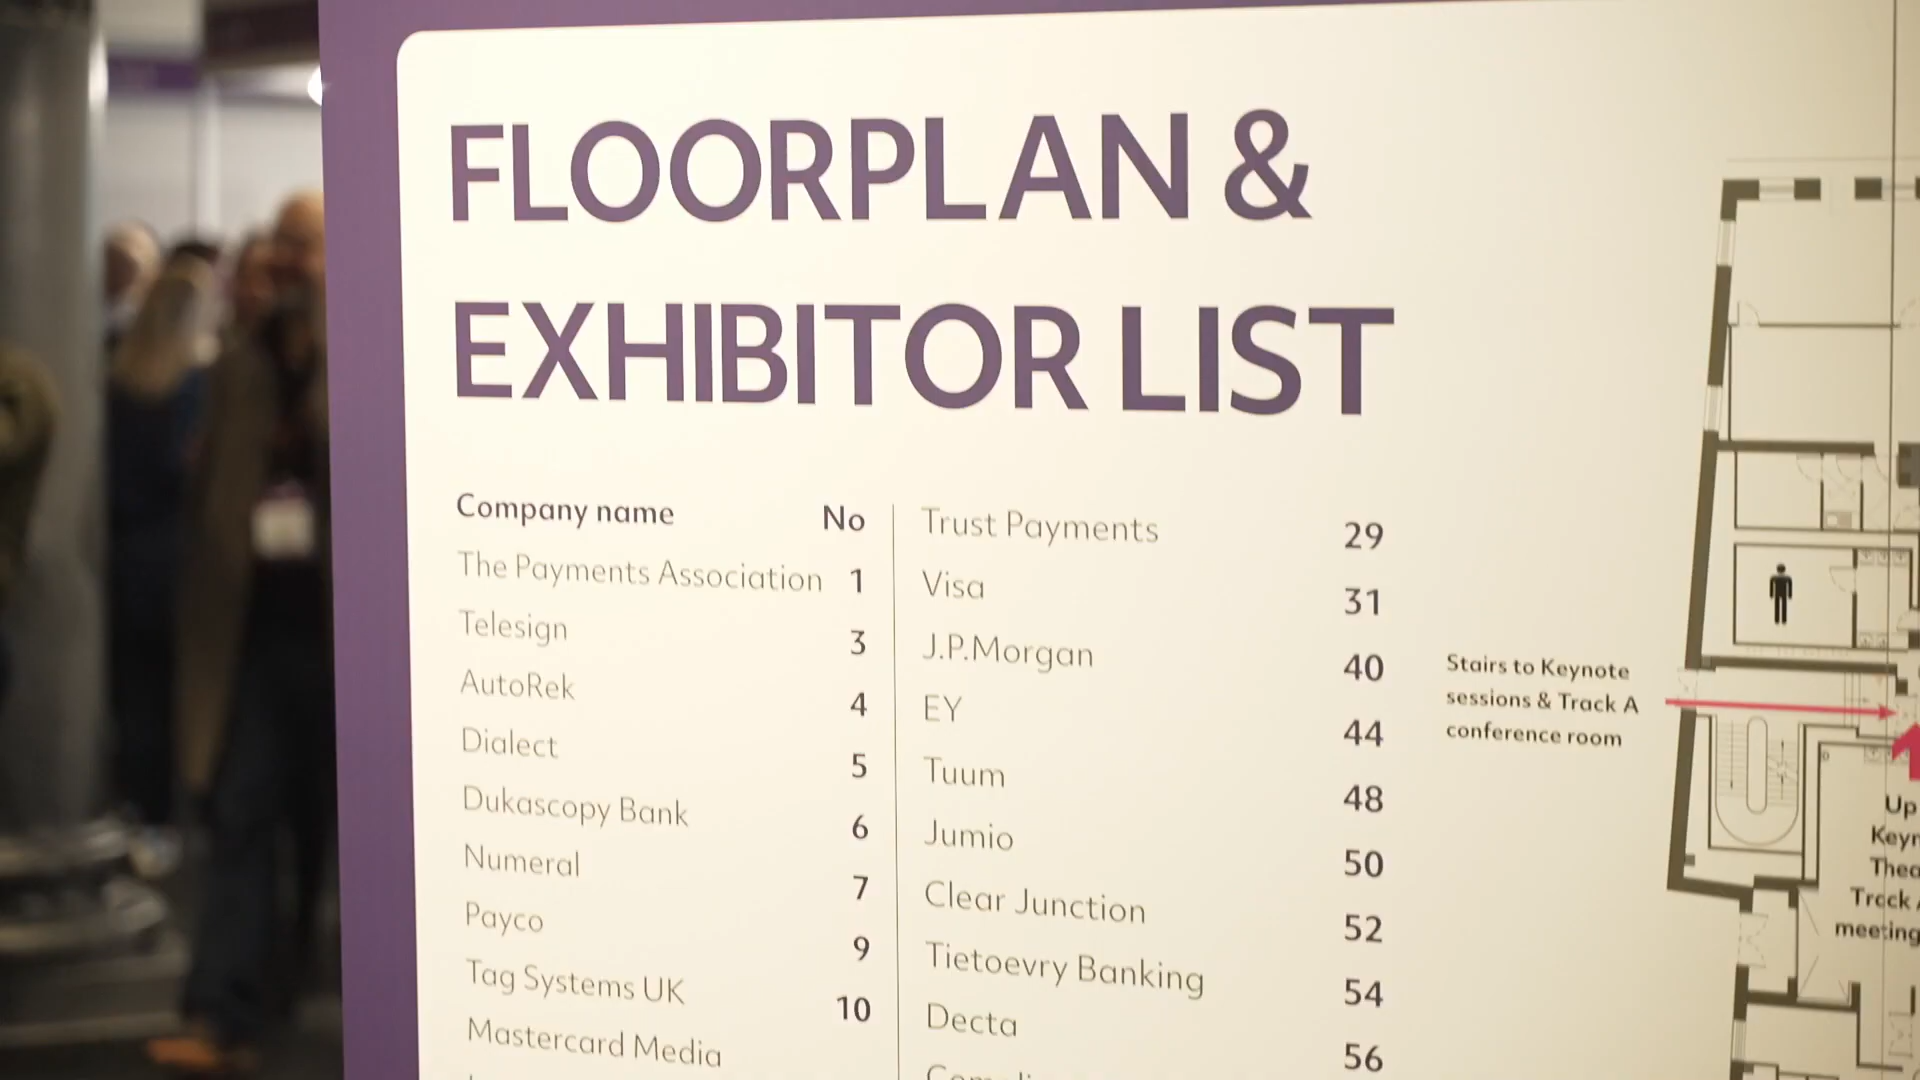 FLOORPLAN &
EXHIBITOR LIST
Company name No
The Payments Association 1
Telesign 3
AutoRek 4
Dialect 5
Dukascopy Bank 6
Numeral 7
Payco 9
Tag Systems UK 10
Mastercard Media
Trust Payments 29
Visa 31
J.P.Morgan 40
EY 44
Tuum 48
Jumio 50
Clear Junction 52
Tietoevry Banking 54
Decta 56
Stairs to Keynote
sessions & Track A
conference room
Up
Track
meeting